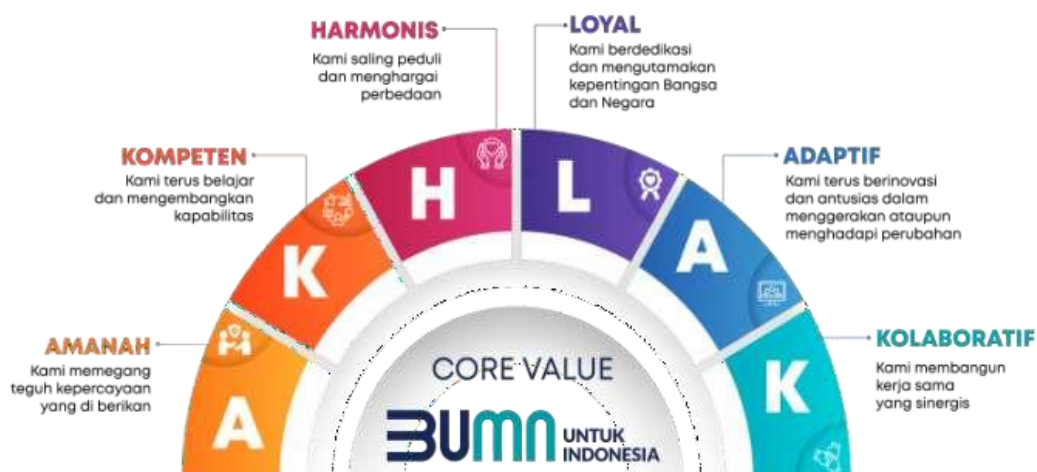 AMANAH
Kami memegang
teguh kepercayaan
yang di berikan
KOMPETEN
Kami terus belajar
dan mengembangkan
kapabilitas
HARMONIS
Kami saling peduli
dan menghargai
perbedaan
LOYAL
Kami berdedikasi
dan mengutamakan
kepentingan Bangsa
dan Negara
ADAPTIF
Kami terus berinovasi
dan antusias dalam
menggerakan ataupun
menghadapi perubahan
KOLABORATIF
Kami membangun
kerja sama
yang sinergis
A
K
H
L
A
K
CORE VALUE
BUMN
UNTUK
INDONESIA